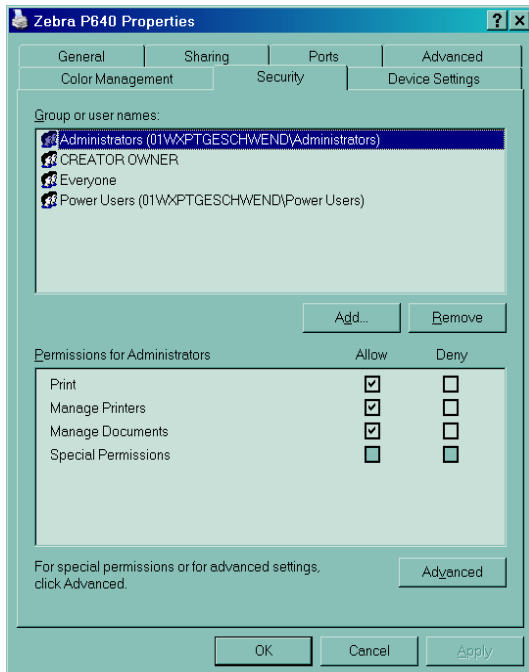 Zebra P640 Properties
General Sharing Ports Advanced
Color Management Security Device Settings
Group or user names:
Administrators (01WXPTGESCHWEND\Administrators)
CREATOR OWNER
Everyone
Power Users (01WXPTGESCHWEND\Power Users)
Add... Remove
Permissions for Administrators Allow Deny
Print
Manage Printers
Manage Documents
Special Permissions
For special permissions or for advanced settings,
click Advanced.
Advanced
OK Cancel Apply